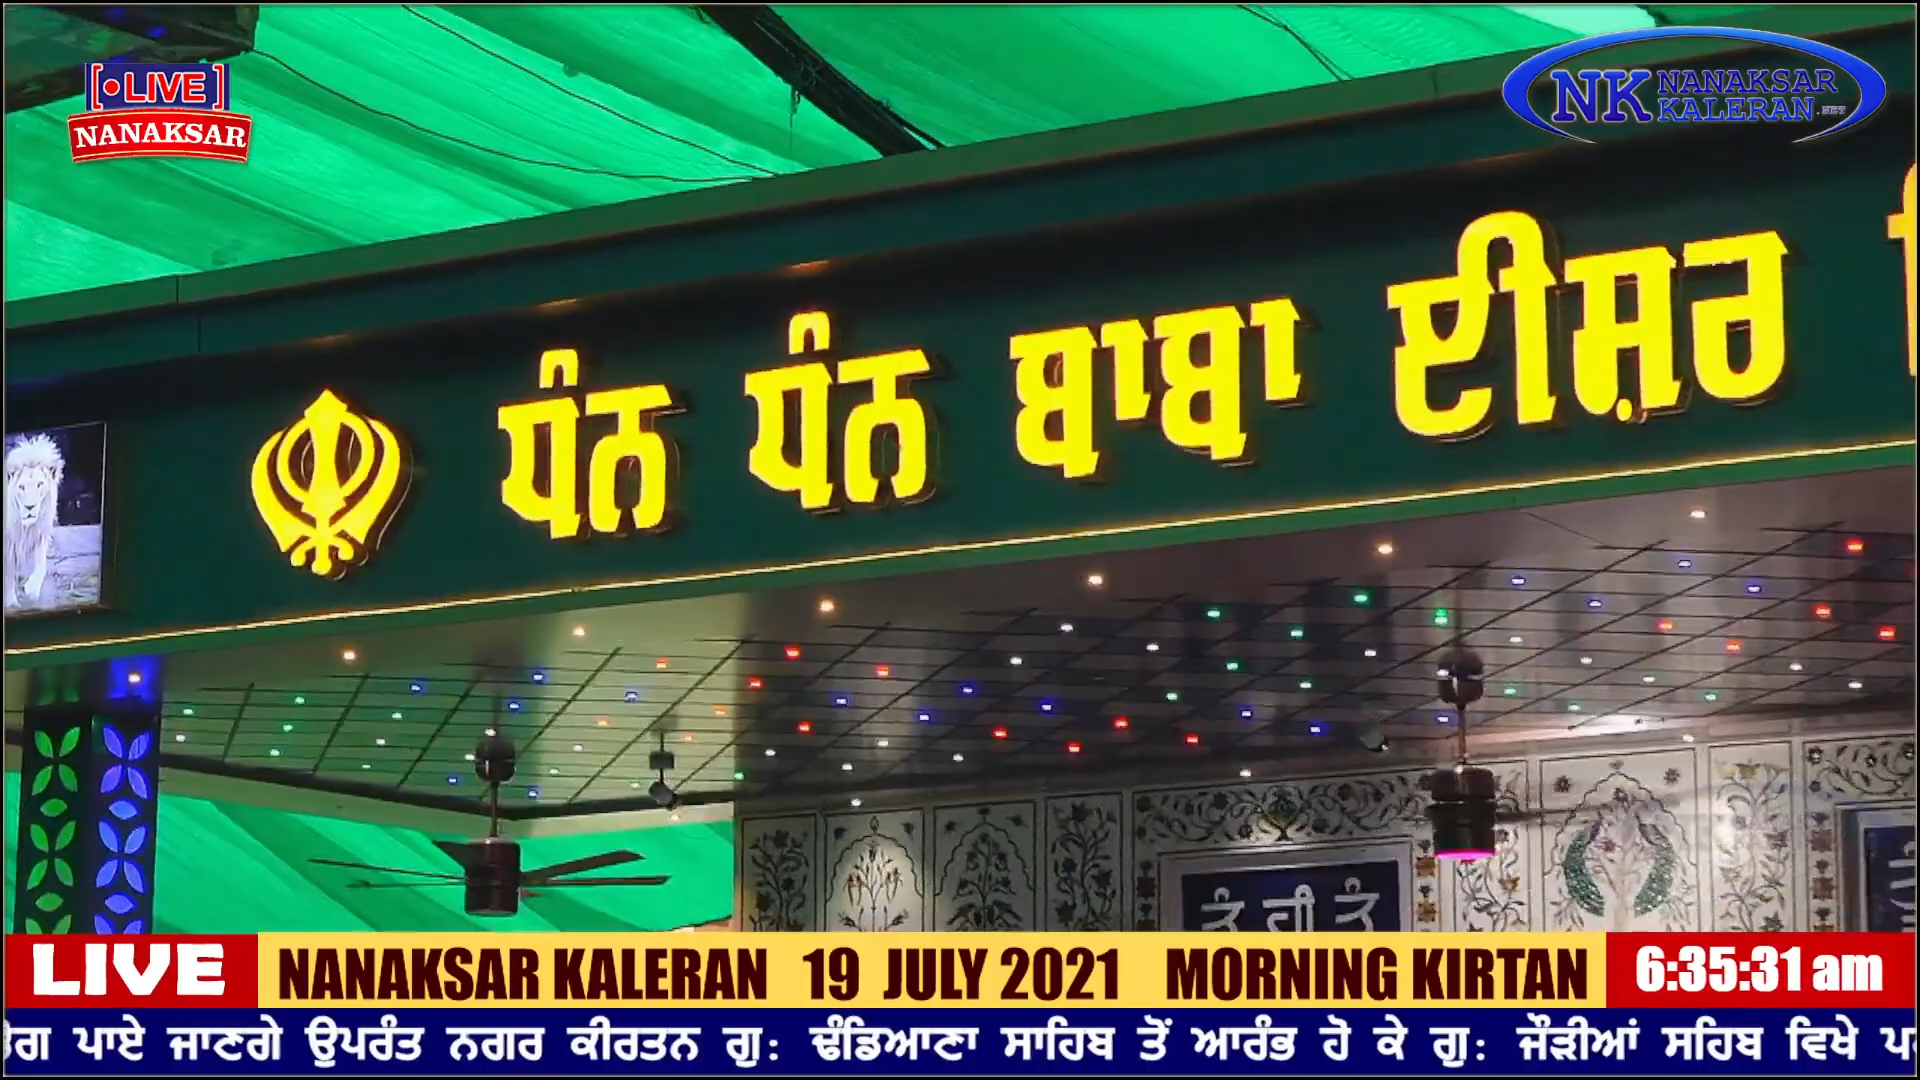 LIVE
NANAKSAR
NK NANAKSAR
KALERAN.NET
ਧੰਨ ਧੰਨ ਬਾਬਾ ਈਸ਼ਰ
ਤੂੰ ਹੀ ਤੂੰ
LIVE NANAKSAR KALERAN 19 JULY 2021 MORNING KIRTAN 6:35:31 am
ਪਾਏ ਜਾਣਗੇ ਉਪਰੰਤ ਨਗਰ ਕੀਰਤਨ ਗੁ: ਢੰਡਿਆਣਾ ਸਾਹਿਬ ਤੋਂ ਆਰੰਭ ਹੋ ਕੇ ਗੁ: ਜੌੜੀਆਂ ਸਹਿਬ ਵਿਖੇ